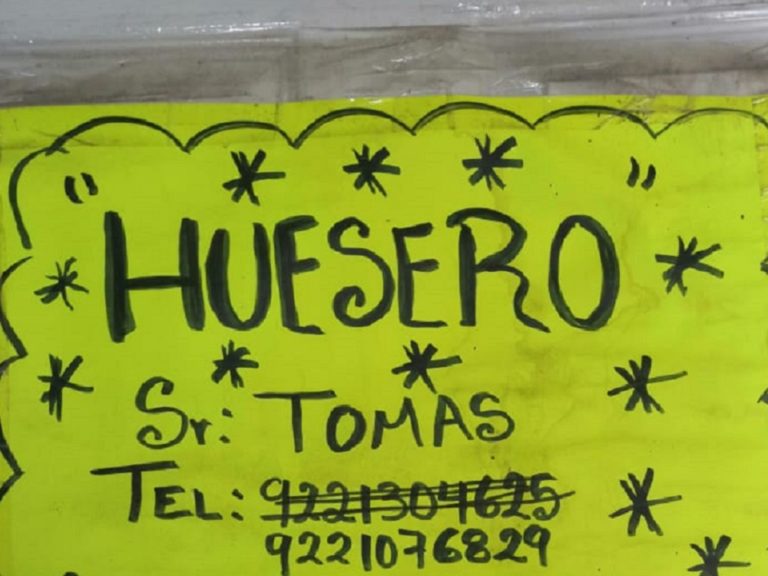 "HUESERO"
Sr: TOMAS
TEL: 9221304625
9221076829